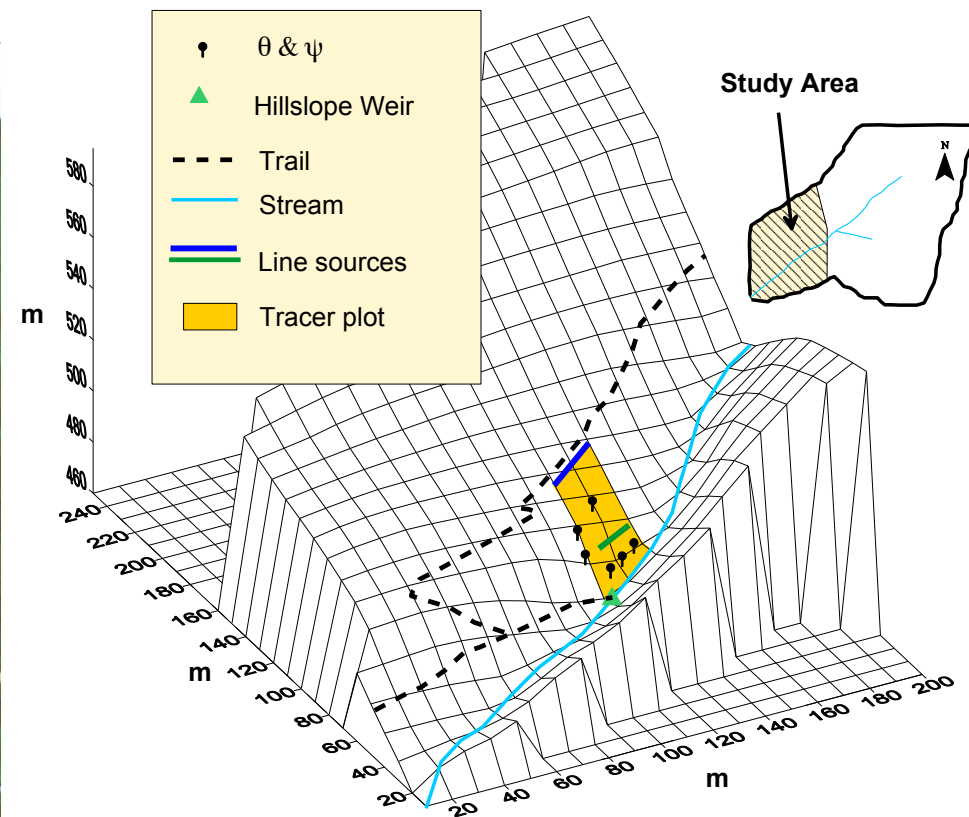 θ & ψ
Hillslope Weir
Trail
Stream
Line sources
Tracer plot
Study Area
N
580
560
540
520
500
480
460
m
240
220
200
180
160
140
120
100
80
60
40
20
m
20
40
60
80
100
120
140
160
180
200
m